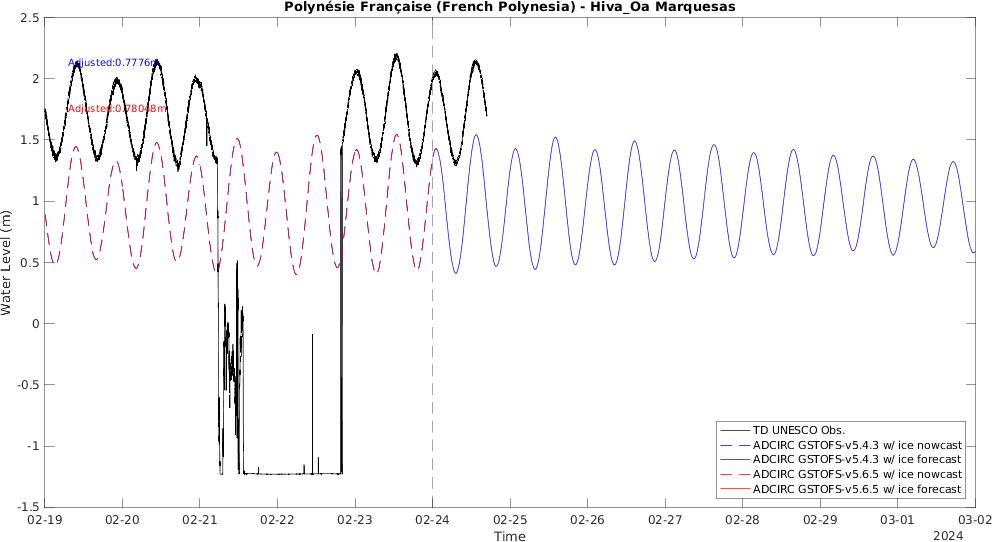 Polynésie Française (French Polynesia) - Hiva_Oa Marquesas
2.5
2
1.5
1
0.5
0
-0.5
-1
-1.5
Water Level (m)
Adjusted:0.7776m
Adjusted:0.78048m
TD UNESCO Obs.
ADCIRC GSTOFS-v5.4.3 w/ ice nowcast
ADCIRC GSTOFS-v5.4.3 w/ ice forecast
ADCIRC GSTOFS-v5.6.5 w/ ice nowcast
ADCIRC GSTOFS-v5.6.5 w/ ice forecast
02-19 02-20 02-21 02-22 02-23 02-24 02-25 02-26 02-27 02-28 02-29 03-01 03-02
Time
2024